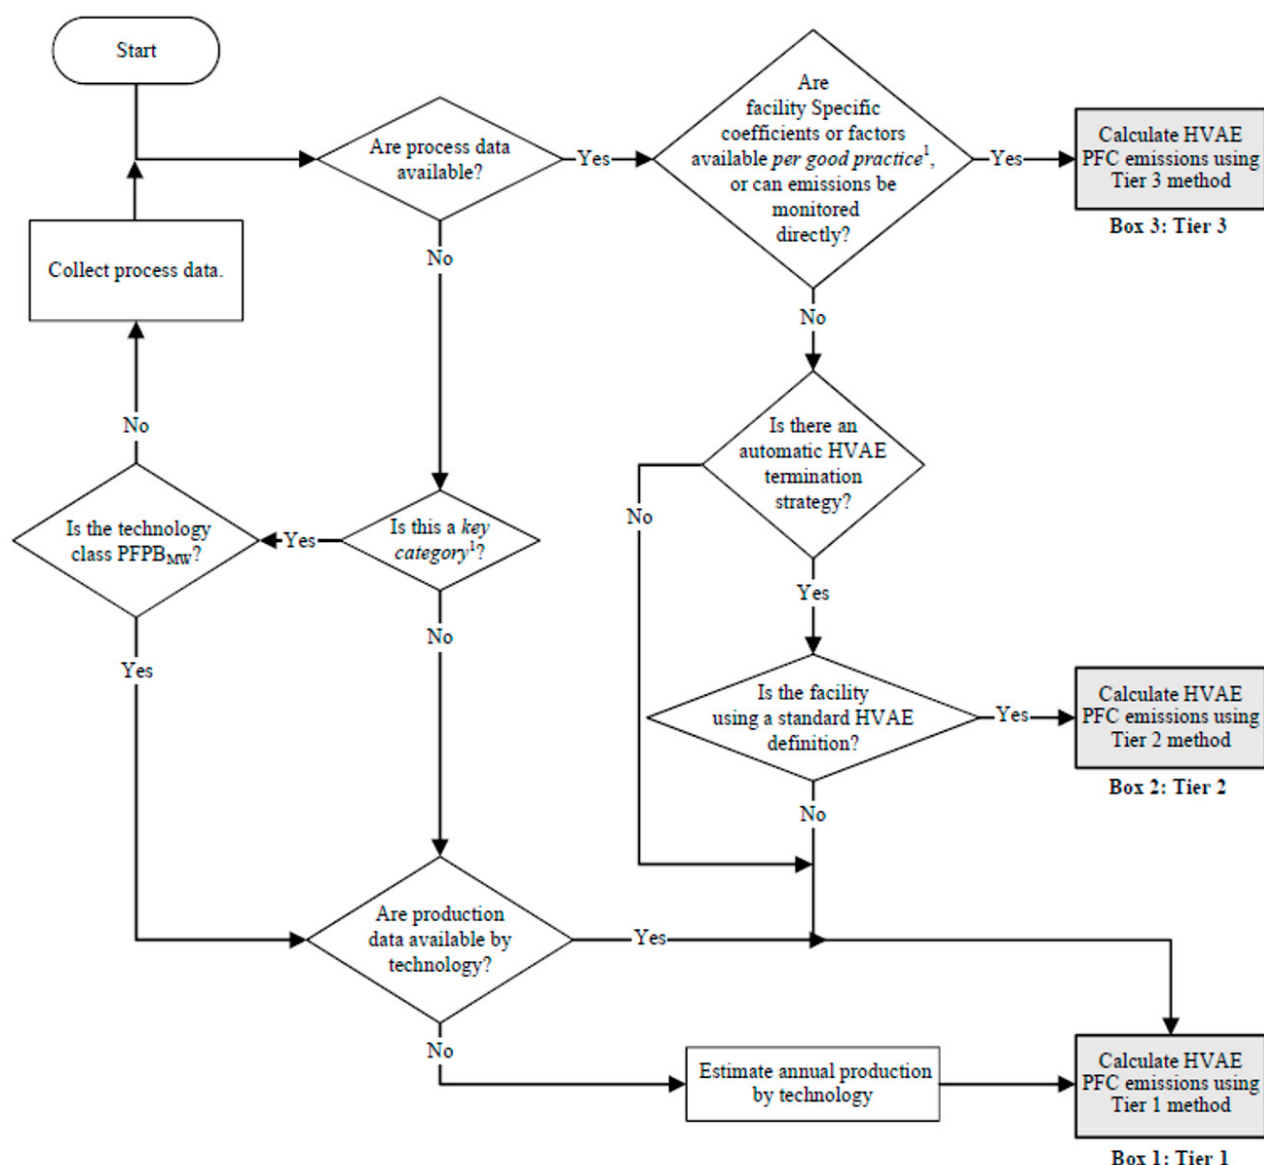 Start
Are process data
available?
Yes
Are
facility Specific
coefficients or factors
available per good practice¹,
or can emissions be
monitored
directly?
Yes
Calculate HVAE
PFC emissions using
Tier 3 method
Box 3: Tier 3
Collect process data.
No
No
No
Is there an
automatic HVAE
termination
strategy?
No
Is the technology
class PFPBMW?
Yes
Is this a key
category¹?
No
Yes
No
Yes
Is the facility
using a standard HVAE
definition?
Yes
Calculate HVAE
PFC emissions using
Tier 2 method
Box 2: Tier 2
No
Are production
data available by
technology?
Yes
No
Estimate annual production
by technology
Calculate HVAE
PFC emissions using
Tier 1 method
Box 1: Tier 1